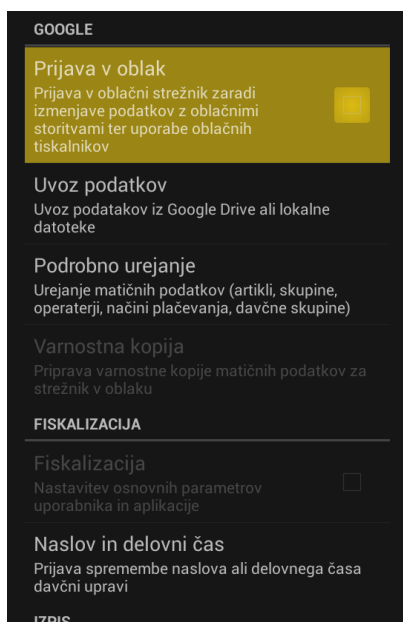 GOOGLE
Prijava v oblak
Prijava v oblačni strežnik zaradi
izmenjave podatkov z oblačnimi
storitvami ter uporabe oblačnih
tiskalnikov
Uvoz podatkov
Uvoz podatakov iz Google Drive ali lokalne
datoteke
Podrobno urejanje
Urejanje matičnih podatkov (artikli, skupine,
operaterji, načini plačevanja, davčne skupine)
Varnostna kopija
Priprava varnostne kopije matičnih podatkov za
strežnik v oblaku
FISKALIZACIJA
Fiskalizacija
Nastavitev osnovnih parametrov
uporabnika in aplikacije
Naslov in delovni čas
Prijava spremembe naslova ali delovnega časa
davčni upravi
IZPIS